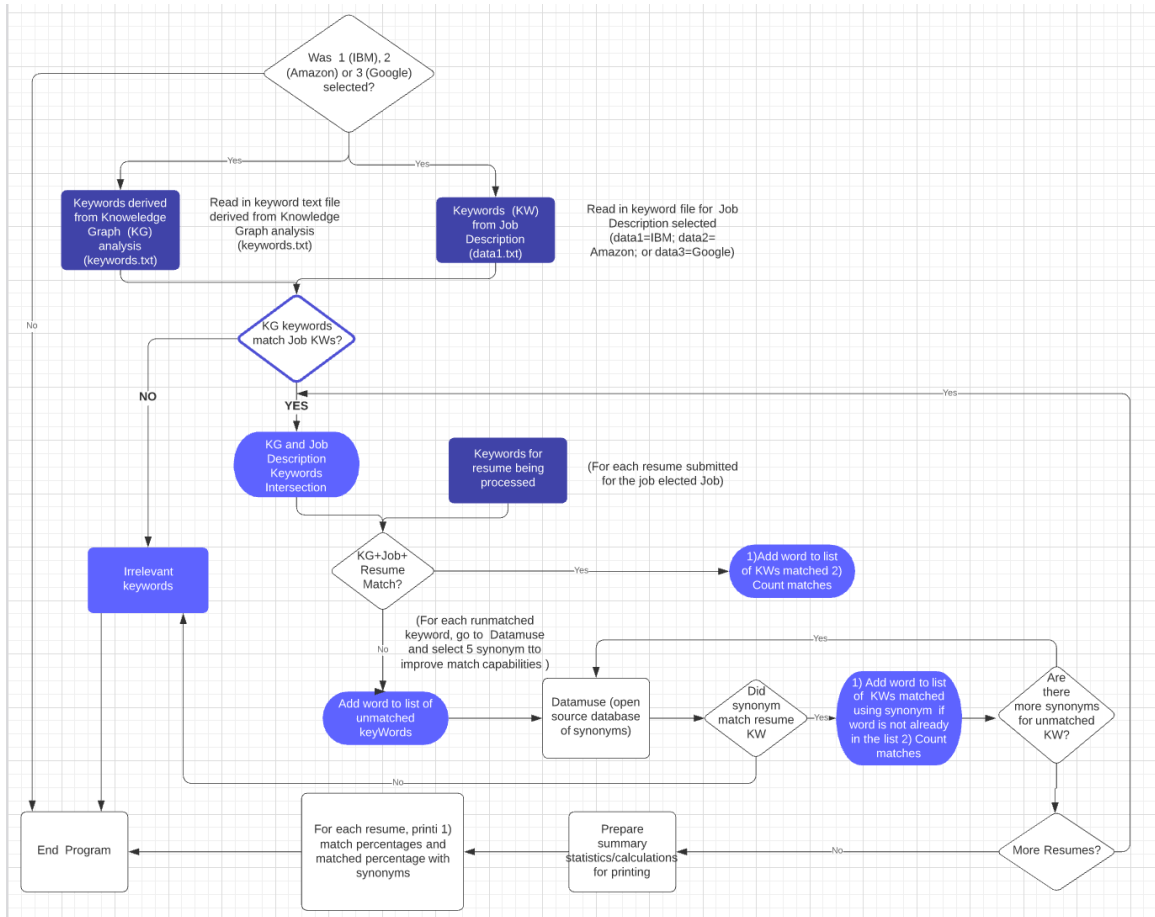 Was 1 (IBM), 2
(Amazon) or 3 (Google)
selected?
Yes
Yes
Keywords derived
from Knoweledge
Graph (KG)
analysis
(keywords.txt)
Read in keyword text file
derived from Knowledge
Graph analysis
(keywords.txt)
Keywords (KW)
from Job
Description
(data1.txt)
Read in keyword file for Job
Description selected
(data1=IBM; data2=
Amazon; or data3=Google)
No
KG keywords
match Job KWs?
NO
YES
Yes
KG and Job
Description
Keywords
Intersection
Keywords for
resume being
processed
(For each resume submitted
for the job elected Job)
Irrelevant
keywords
KG+Job+
Resume
Match?
Yes
1)Add word to list
of KWs matched 2)
Count matches
(For each runmatched
keyword, go to Datamuse
and select 5 synonym tto
improve match capabilities )
No
Yes
Add word to list of
unmatched
keyWords
Datamuse (open
source database
of synonyms)
Did
synonym
match resume
KW
Yes
1) Add word to list
of KWs matched
using synonym if
word is not already
in the list 2) Count
matches
Are
there
more synonyms
for unmatched
KW?
No
End Program
For each resume, printi 1)
match percentages and
matched percentage with
synonyms
Prepare
summary
statistics/calculations
for printing
No
More Resumes?